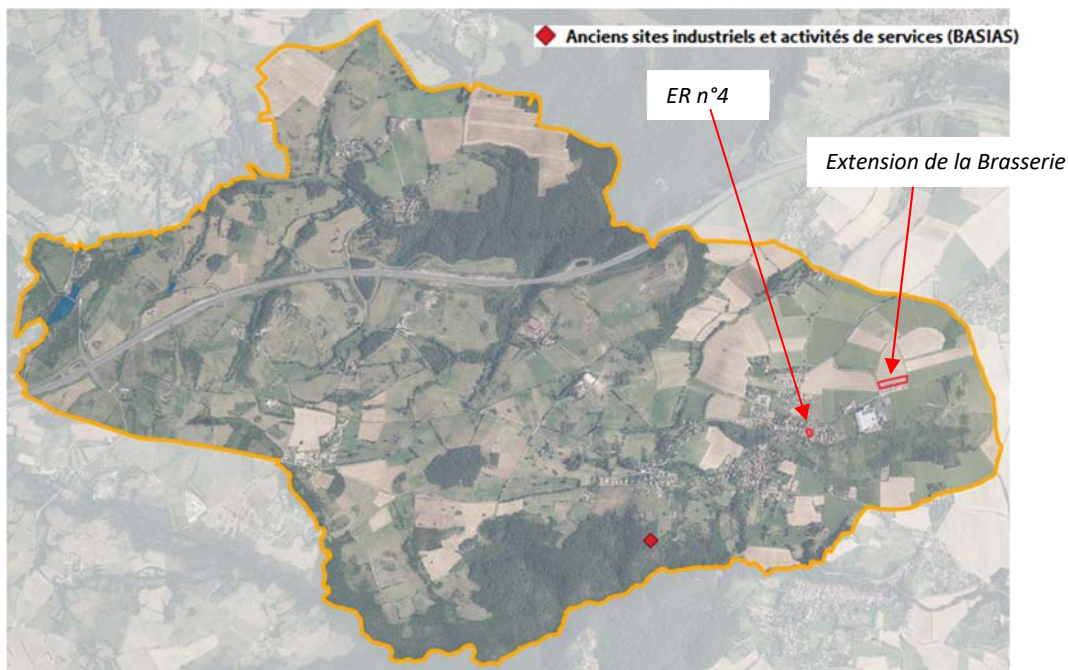 Anciens sites industriels et activités de services (BASIAS)
ER n°4
Extension de la Brasserie